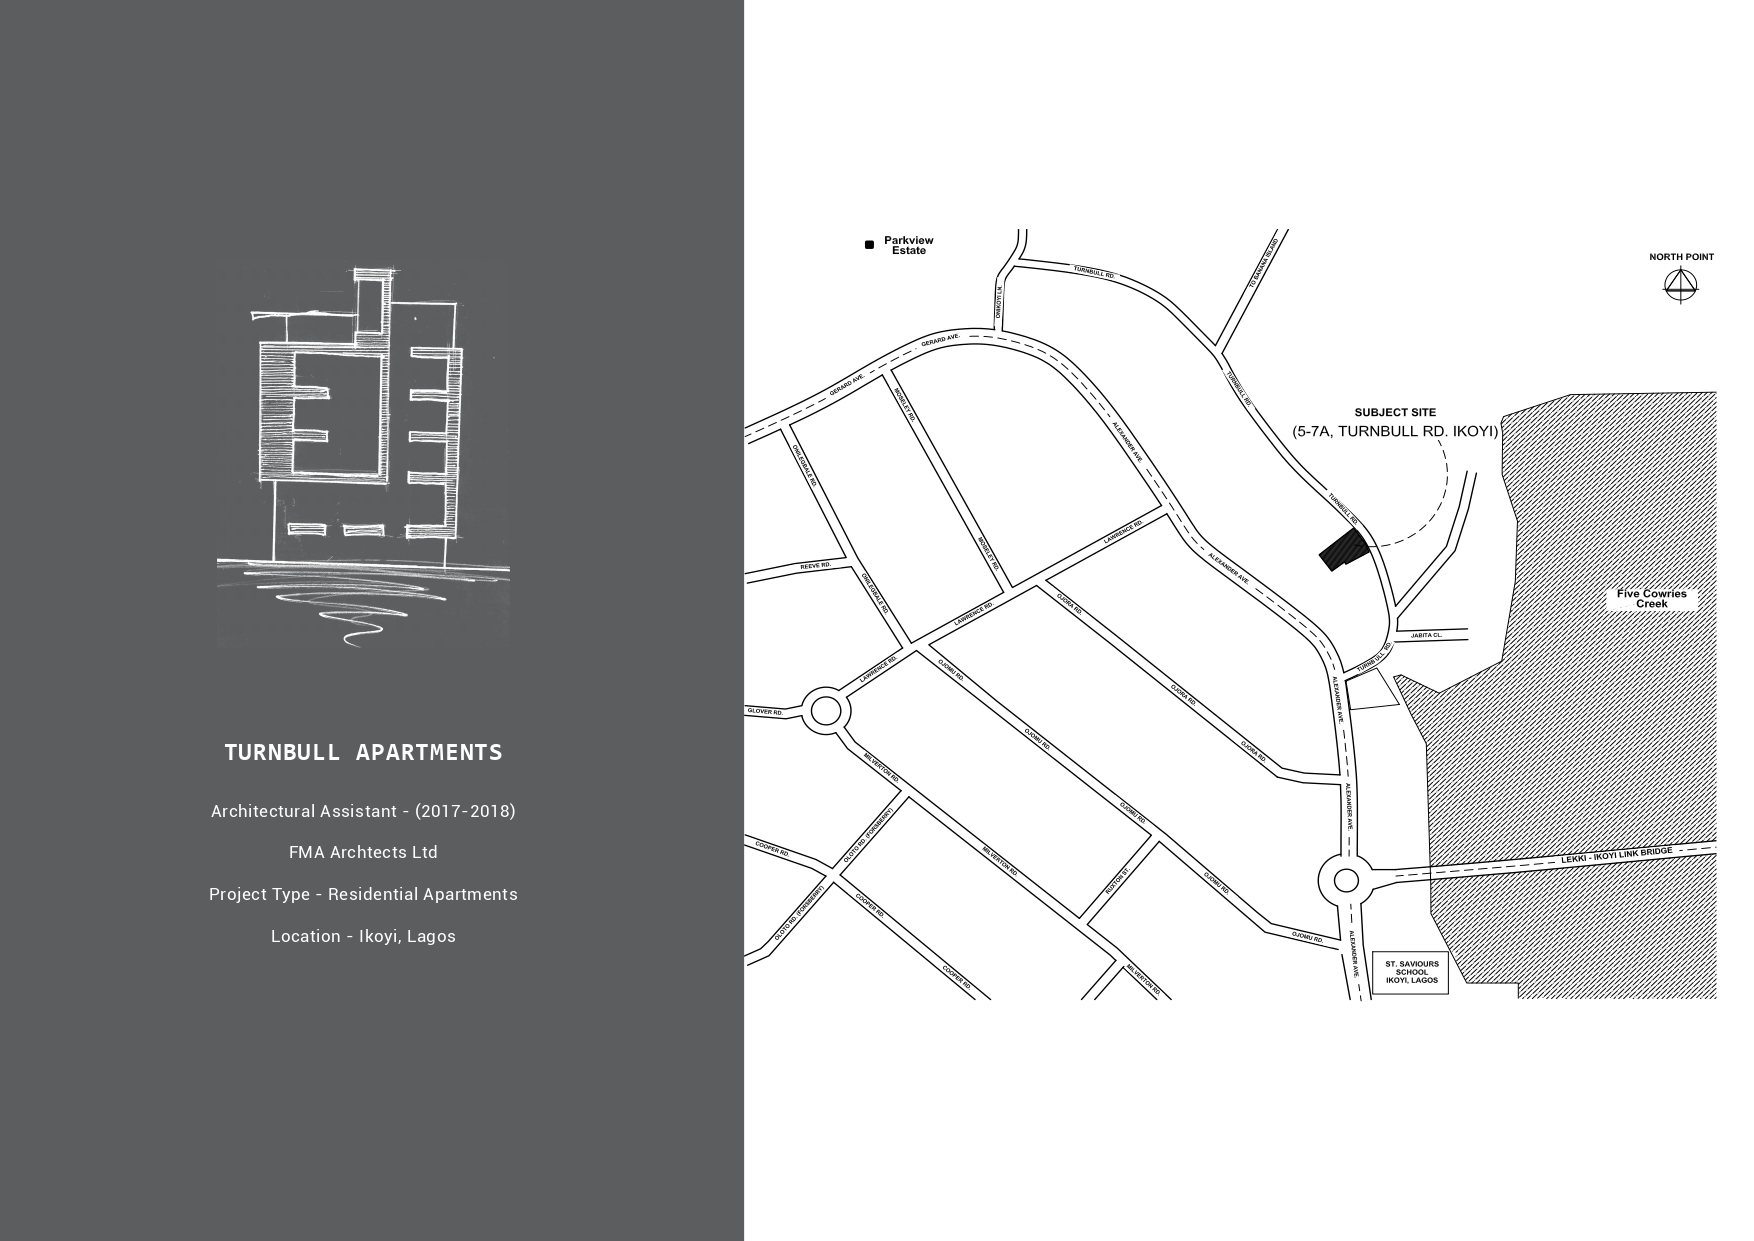 TURNBULL APARTMENTS
Architectural Assistant - (2017-2018)
FMA Archtects Ltd
Project Type - Residential Apartments
Location - Ikoyi, Lagos
Parkview
Estate
NORTH POINT
TO BANANA ISLAND
TURNBULL RD.
ONIKOYI LN.
GERARD AVE.
GERARD AVE.
TURNBULL RD.
MOSELEY RD.
SUBJECT SITE
(5-7A, TURNBULL RD. IKOYI)
ALEXANDER AVE.
ONILEGBALE RD.
TURNBULL RD.
LAWRENCE RD.
MOSELEY RD.
REEVE RD.
ALEXANDER AVE.
ONILEGBALE RD.
Five Cowries
Creek
OJORA RD.
LAWRENCE RD.
JABITA CL.
TURNBULL RD.
LAWRENCE RD.
OJOMU RD.
OJORA RD.
ALEXANDER AVE.
GLOVER RD.
OJOMU RD.
OJORA RD.
MILVERTON RD.
ALEXANDER AVE.
OJOMU RD.
OLOTO RD. (FORSBERRY)
COOPER RD.
LEKKI - IKOYI LINK BRIDGE
MILVERTON RD.
RUXTON ST.
OJOMU RD.
COOPER RD.
OLOTO RD. (FORSBERRY)
OJOMU RD.
ALEXANDER AVE.
ST. SAVIOURS
SCHOOL
IKOYI, LAGOS
COOPER RD.
MILVERTON RD.